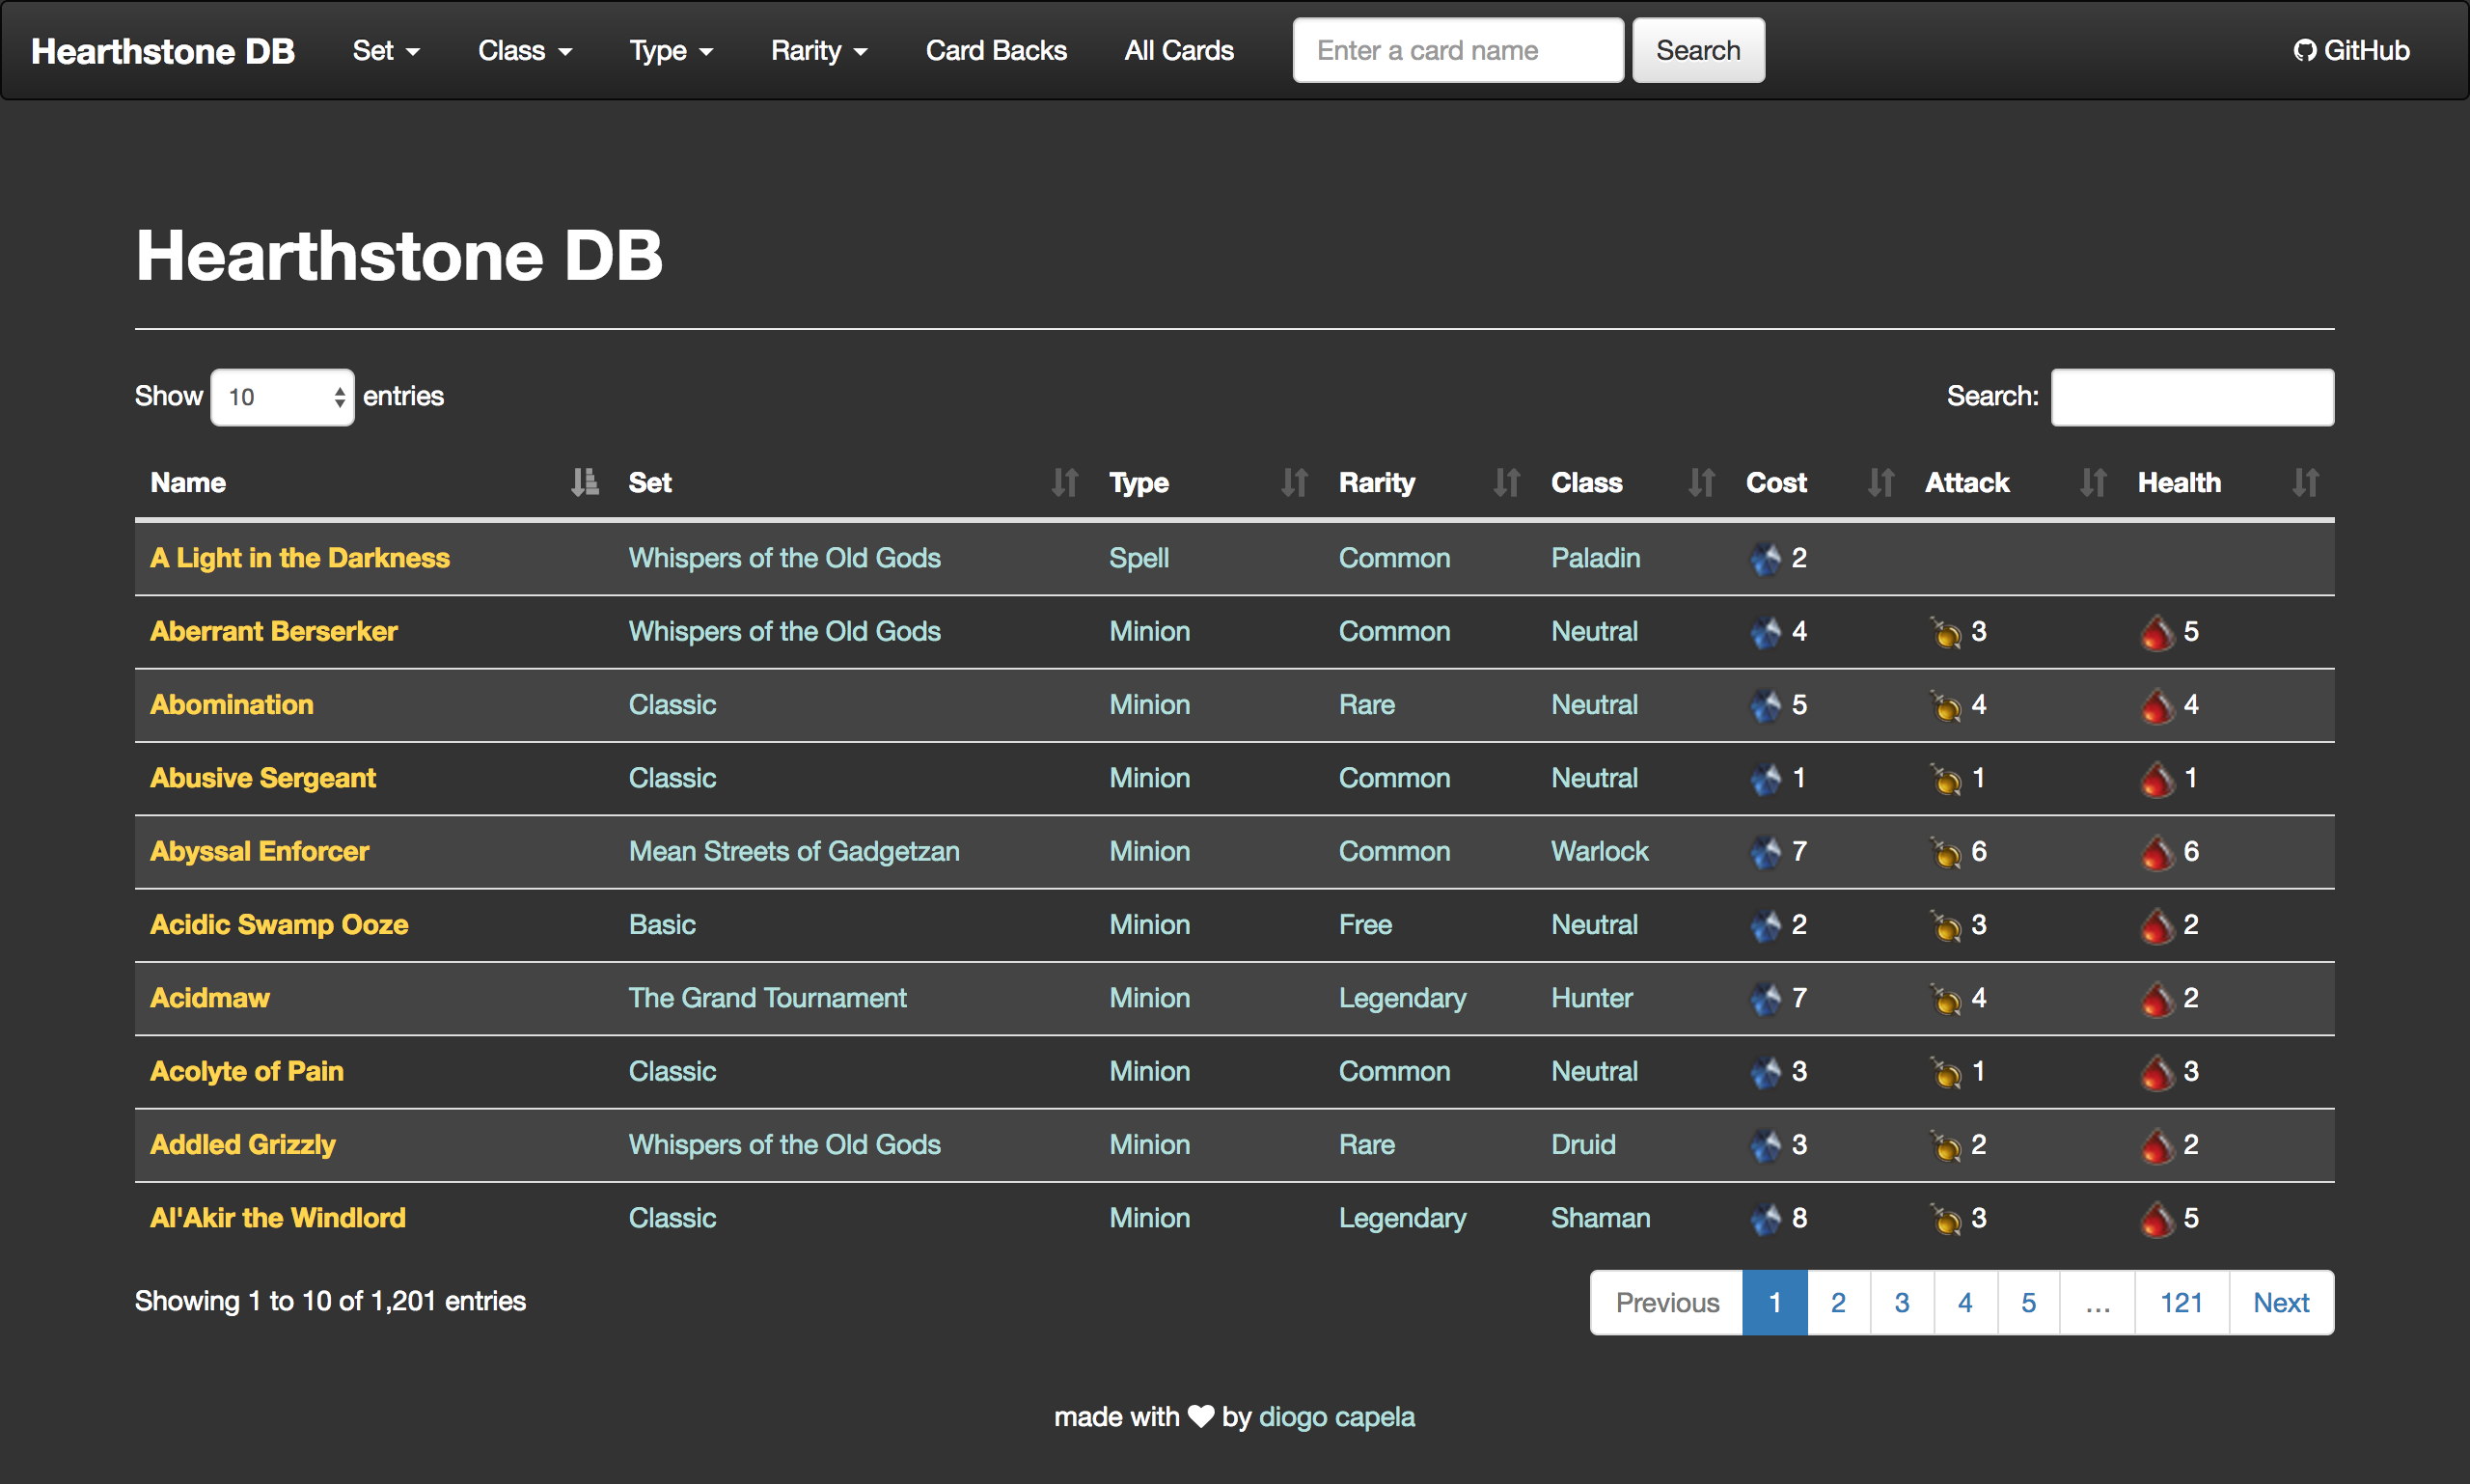 Hearthstone DB Set Class Type Rarity Card Backs All Cards Enter a card name Search GitHub
Hearthstone DB
Show 10 entries Search:
Name Set Type Rarity Class Cost Attack Health
A Light in the Darkness Whispers of the Old Gods Spell Common Paladin 2
Aberrant Berserker Whispers of the Old Gods Minion Common Neutral 4 3 5
Abomination Classic Minion Rare Neutral 5 4 4
Abusive Sergeant Classic Minion Common Neutral 1 1 1
Abyssal Enforcer Mean Streets of Gadgetzan Minion Common Warlock 7 6 6
Acidic Swamp Ooze Basic Minion Free Neutral 2 3 2
Acidmaw The Grand Tournament Minion Legendary Hunter 7 4 2
Acolyte of Pain Classic Minion Common Neutral 3 1 3
Addled Grizzly Whispers of the Old Gods Minion Rare Druid 3 2 2
Al'Akir the Windlord Classic Minion Legendary Shaman 8 3 5
Showing 1 to 10 of 1,201 entries Previous 1 2 3 4 5 … 121 Next
made with ♥ by diogo capela